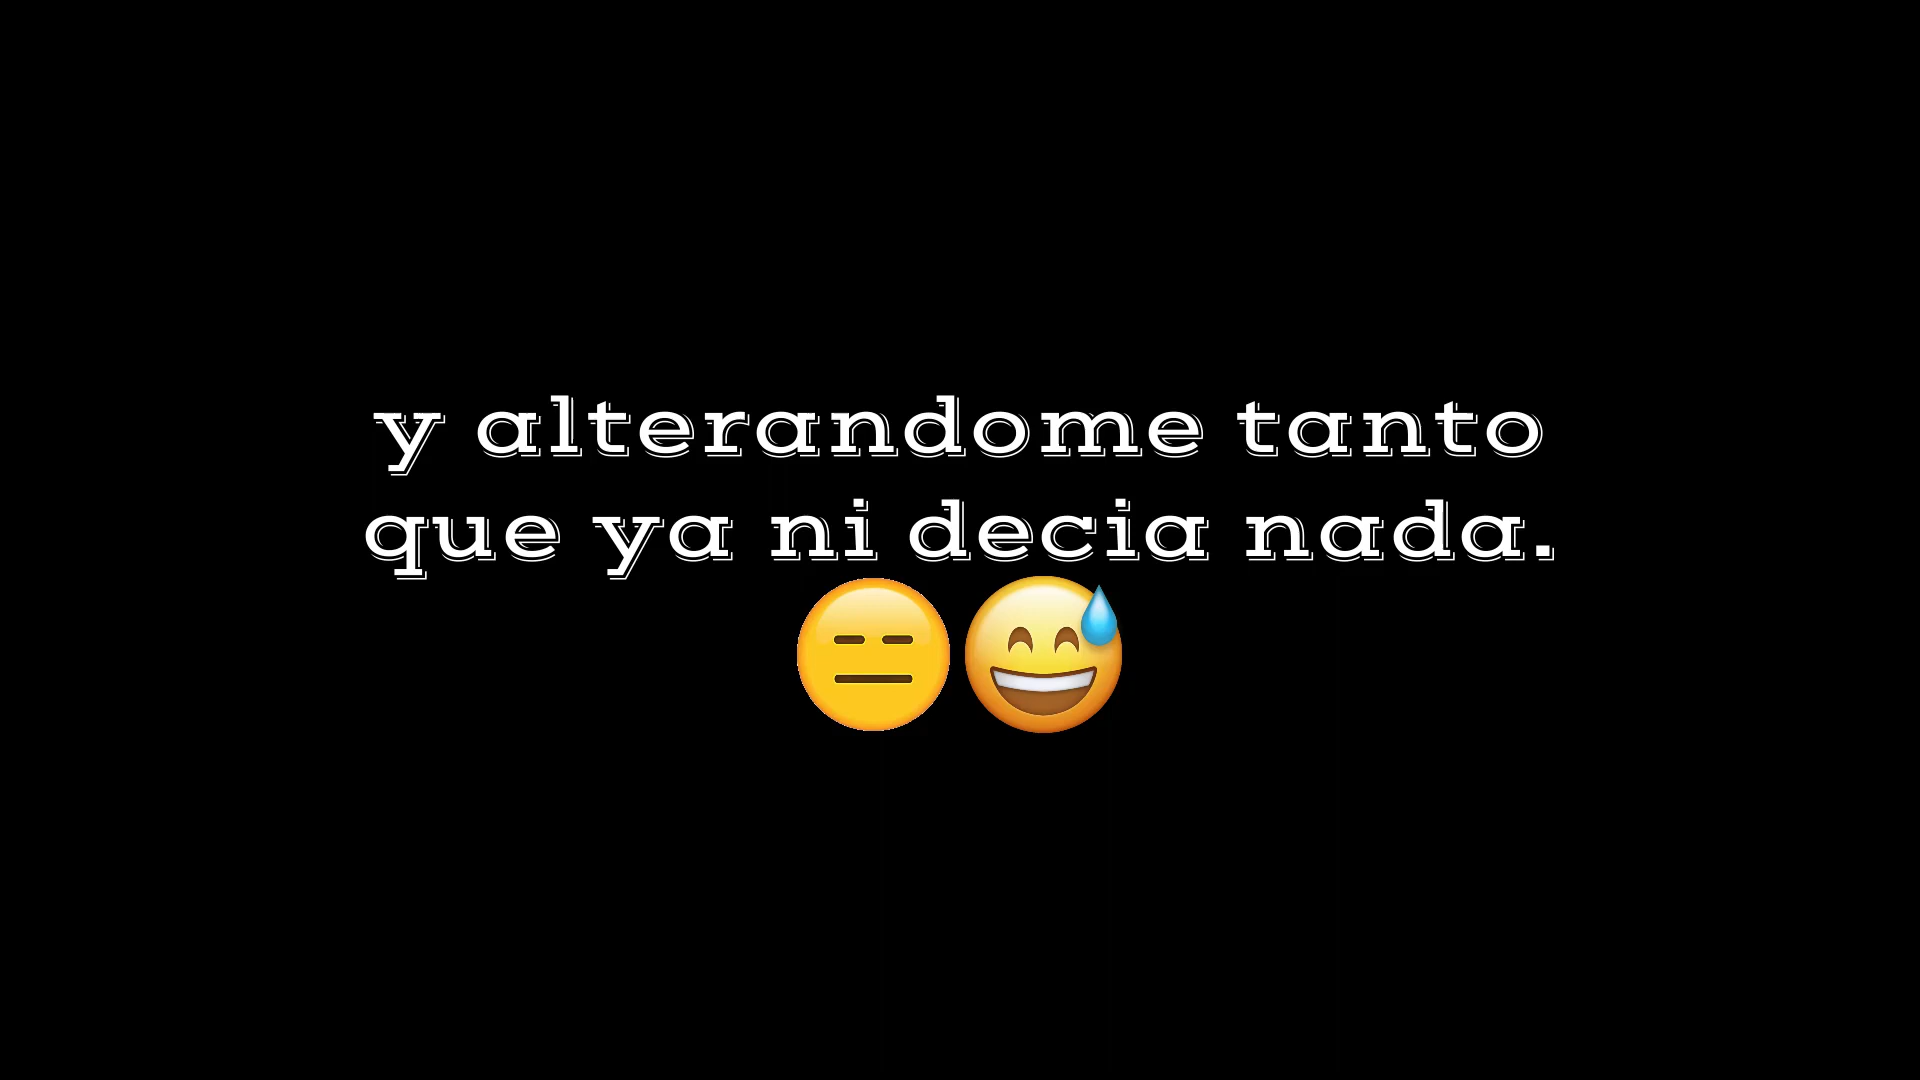 y alterandome tanto
que ya ni decia nada.
😑😅